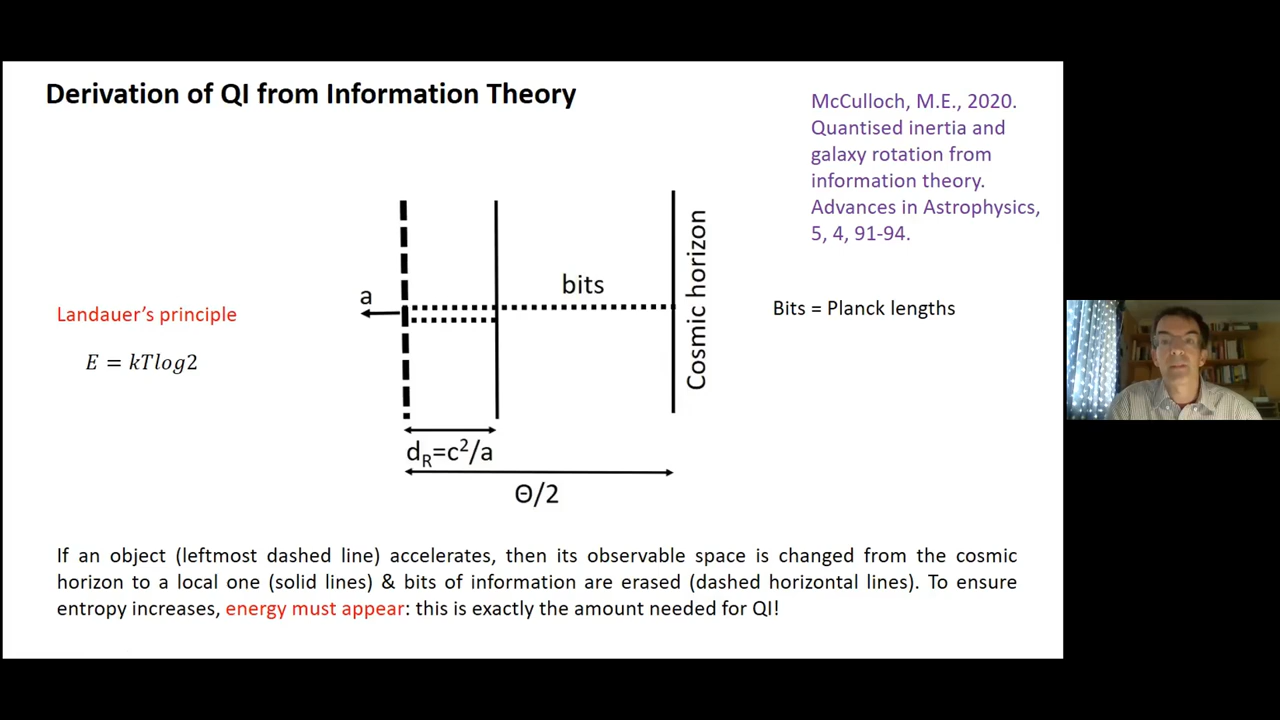 Derivation of QI from Information Theory
McCulloch, M.E., 2020.
Quantised inertia and
galaxy rotation from
information theory.
Advances in Astrophysics,
5, 4, 91-94.
Cosmic horizon
bits
a
Landauer's principle
Bits = Planck lengths
E = kTlog2
d_R=c²/a
Θ/2
If an object (leftmost dashed line) accelerates, then its observable space is changed from the cosmic
horizon to a local one (solid lines) & bits of information are erased (dashed horizontal lines). To ensure
entropy increases, energy must appear: this is exactly the amount needed for QI!